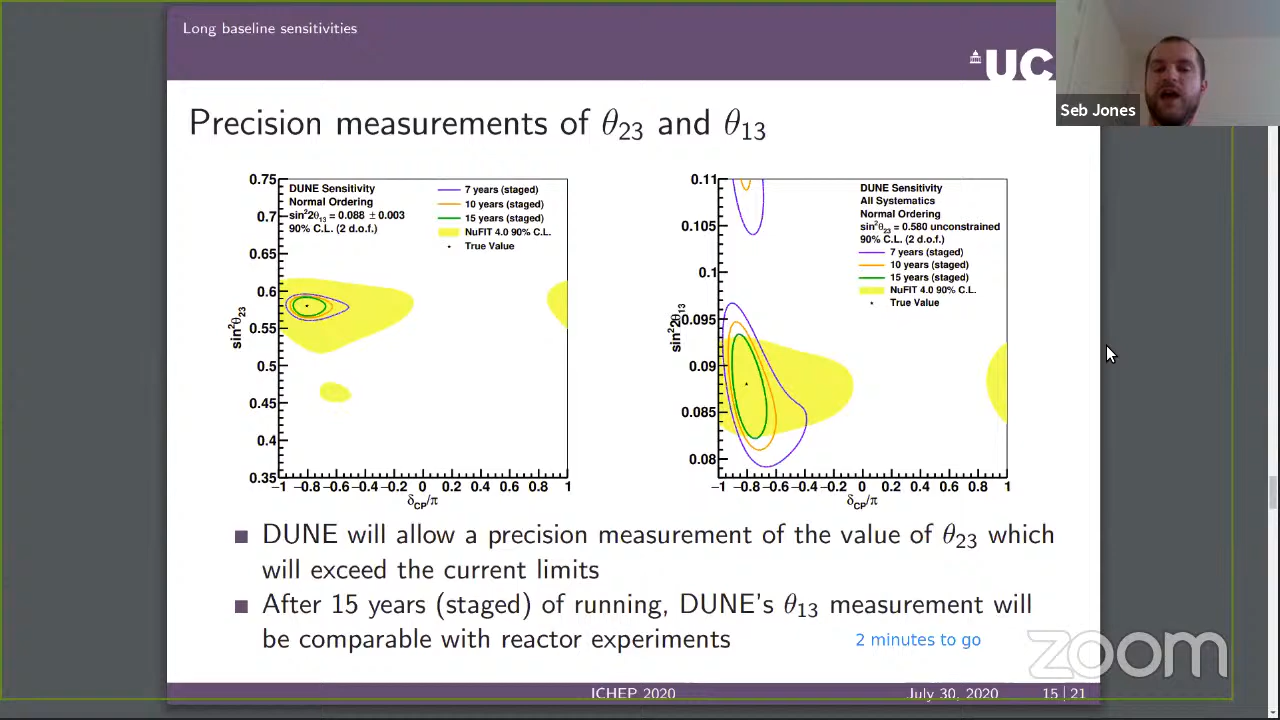 Long baseline sensitivities
UC
Seb Jones
Precision measurements of θ₂₃ and θ₁₃
DUNE Sensitivity
Normal Ordering
sin²2θ₁₃ = 0.088 ± 0.003
90% C.L. (2 d.o.f.)
7 years (staged)
10 years (staged)
15 years (staged)
NuFIT 4.0 90% C.L.
True Value
0.75
0.7
0.65
0.6
0.55
0.5
0.45
0.4
0.35
sin²θ₂₃
−1 −0.8 −0.6 −0.4 −0.2 0 0.2 0.4 0.6 0.8 1
δCP/π
DUNE Sensitivity
All Systematics
Normal Ordering
sin²θ₂₃ = 0.580 unconstrained
90% C.L. (2 d.o.f.)
7 years (staged)
10 years (staged)
15 years (staged)
NuFIT 4.0 90% C.L.
True Value
0.11
0.105
0.1
0.095
0.09
0.085
0.08
sin²2θ₁₃
−1 −0.8 −0.6 −0.4 −0.2 0 0.2 0.4 0.6 0.8 1
δCP/π
DUNE will allow a precision measurement of the value of θ₂₃ which
will exceed the current limits
After 15 years (staged) of running, DUNE's θ₁₃ measurement will
be comparable with reactor experiments
2 minutes to go
zoom
ICHEP 2020
July 30, 2020
15 | 21